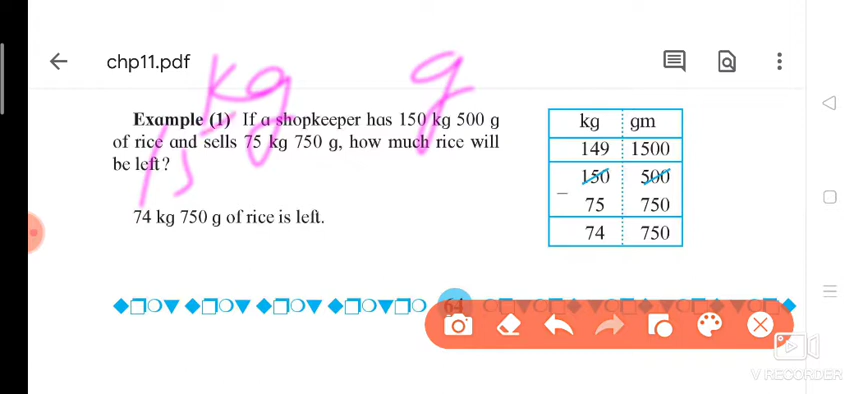 chp11.pdf
kg g
15
Example (1) If a shopkeeper has 150 kg 500 g
of rice and sells 75 kg 750 g, how much rice will
be left?
74 kg 750 g of rice is left.
kg gm
149 1500
150 500
− 75 750
74 750
64
V RECORDER